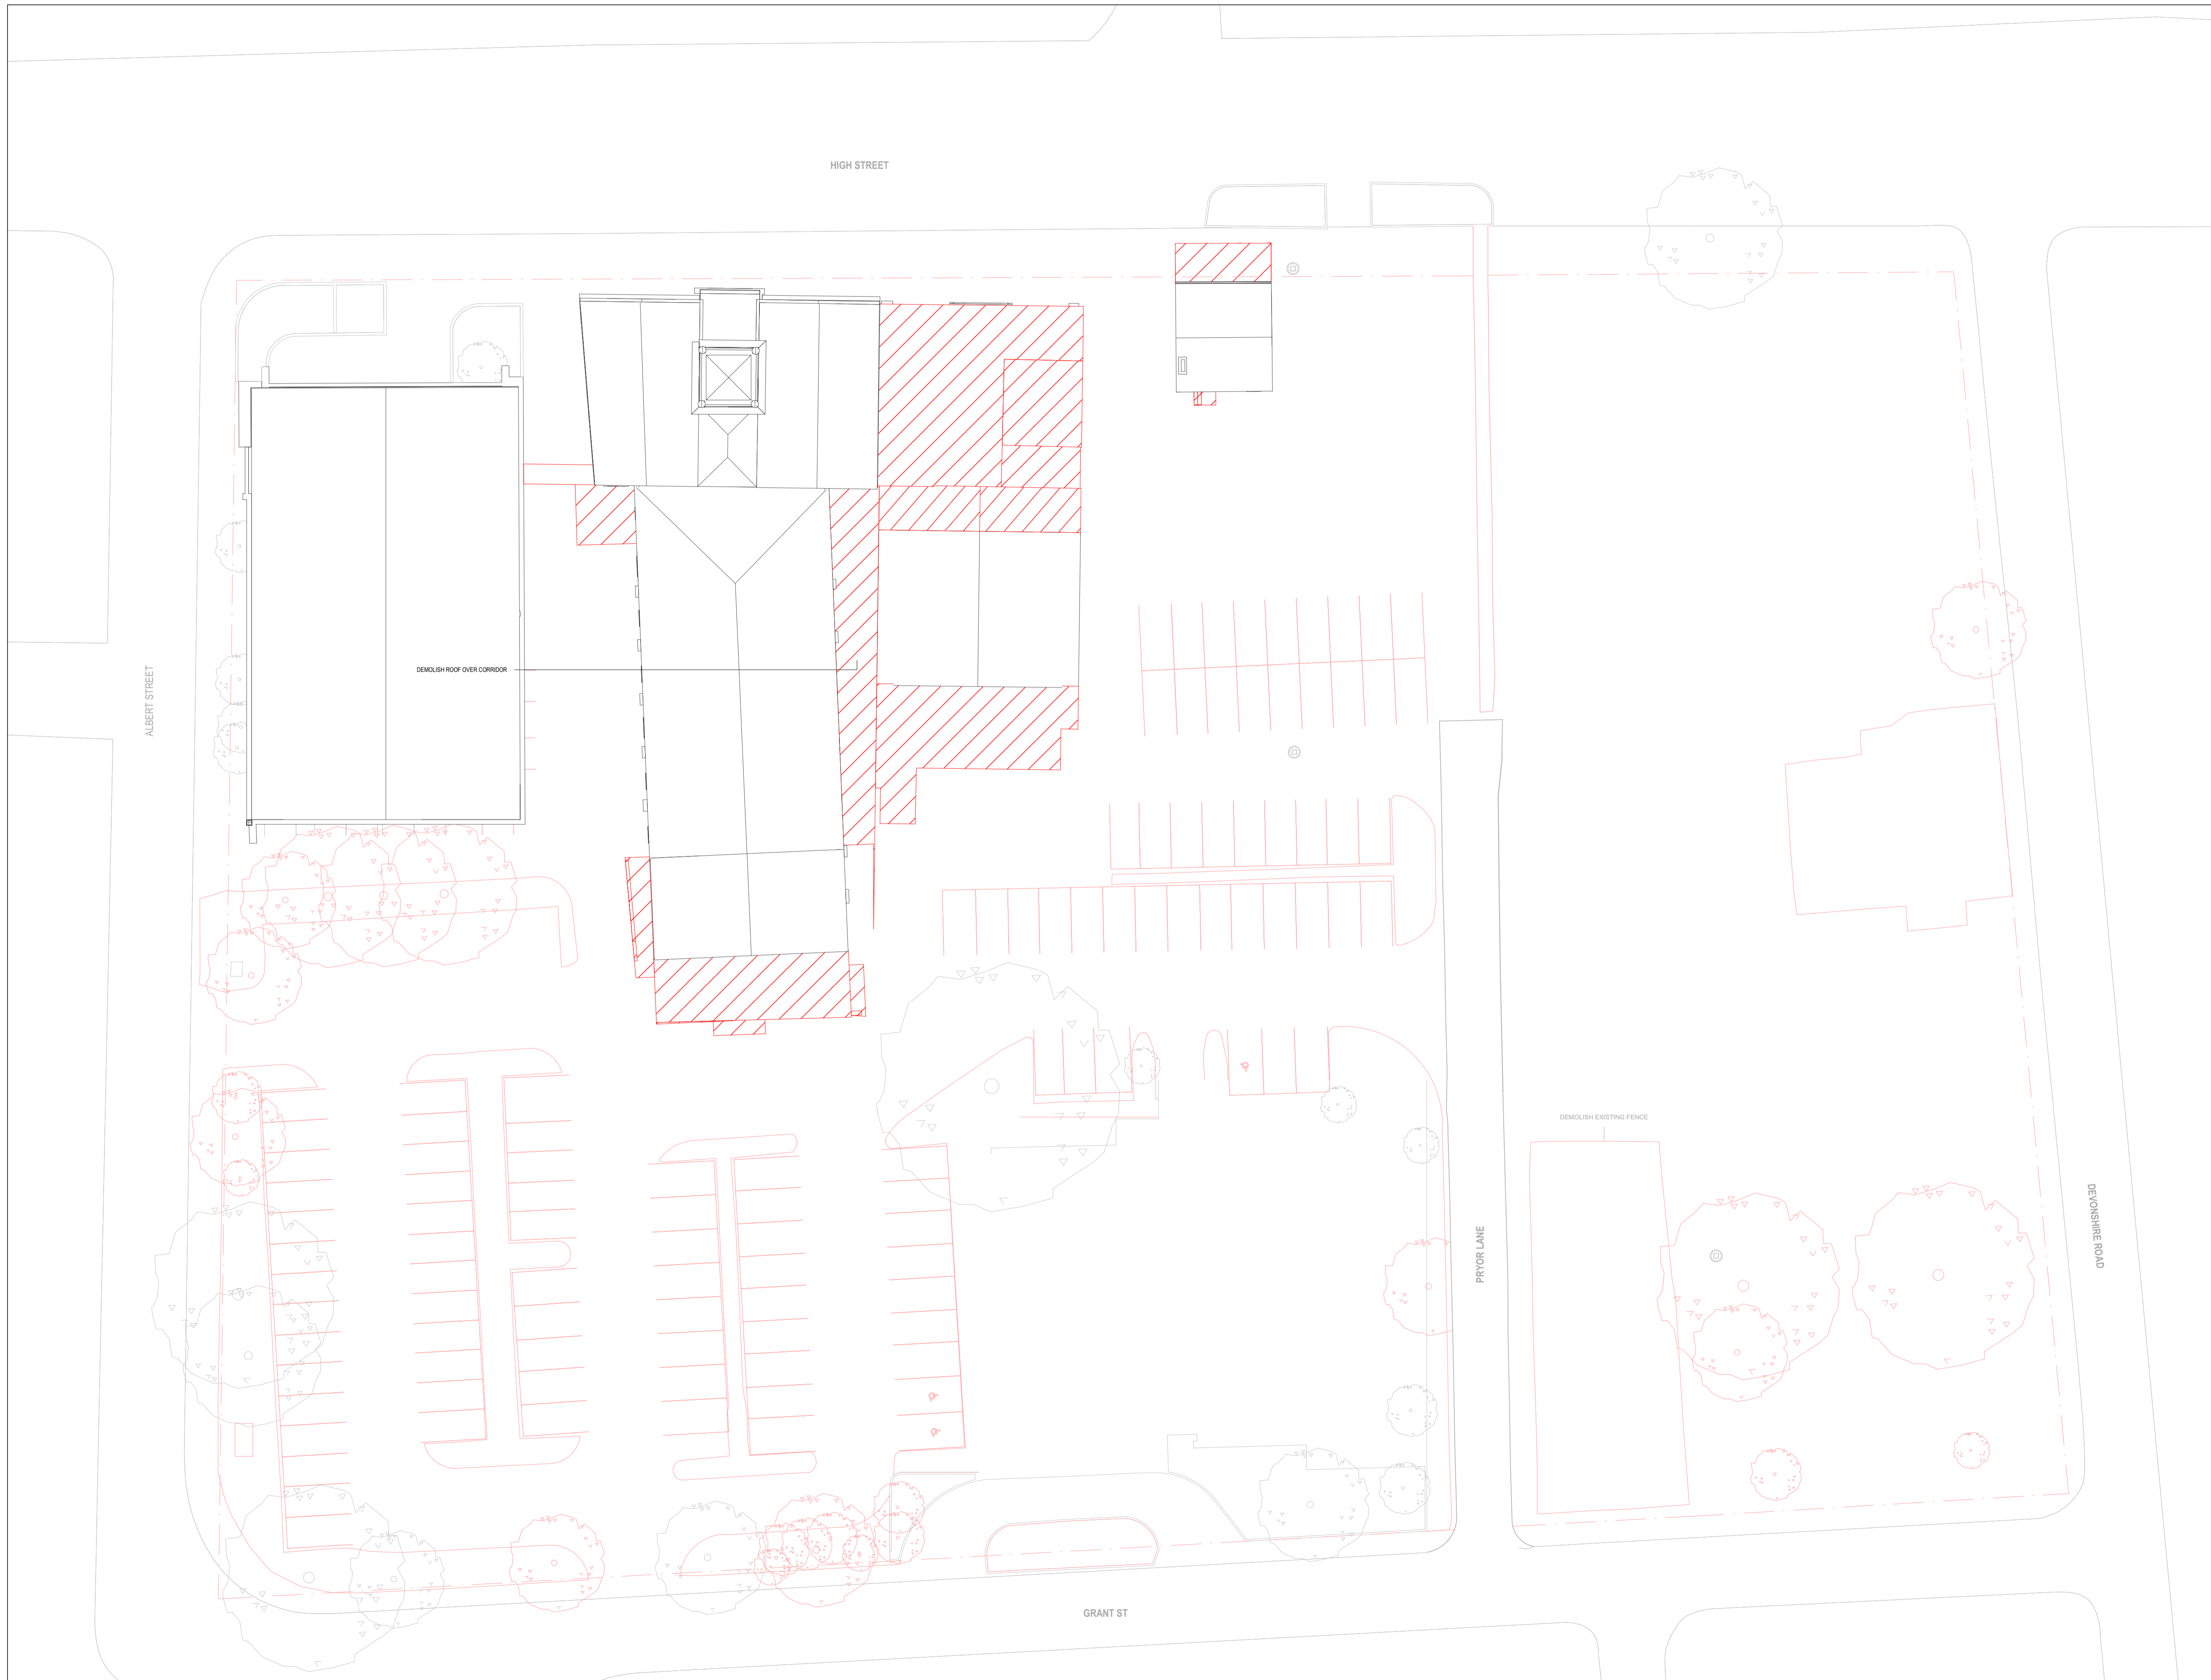 HIGH STREET
ALBERT STREET
DEMOLISH ROOF OVER CORRIDOR
DEMOLISH EXISTING FENCE
DEVONSHIRE ROAD
PRYOR LANE
GRANT ST